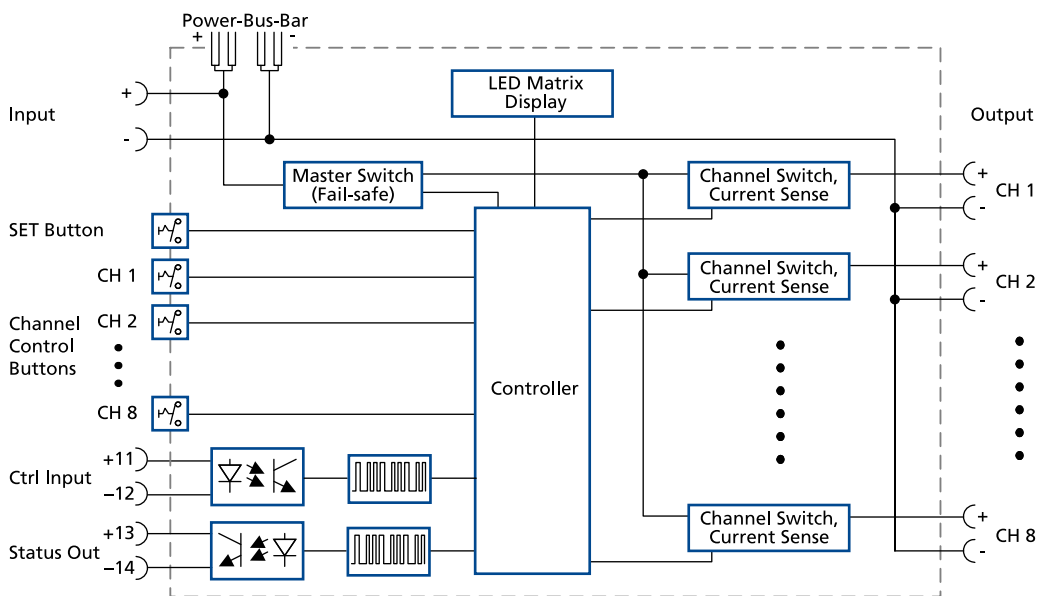 Power-Bus-Bar
+ -
Input
+
-
LED Matrix
Display
Output
Master Switch
(Fail-safe)
Channel Switch,
Current Sense
+
CH 1
-
SET Button
CH 1
Channel Switch,
Current Sense
+
CH 2
-
Channel
Control
Buttons
CH 2
CH 8
Controller
Ctrl Input
+11
–12
Status Out
+13
–14
Channel Switch,
Current Sense
+
CH 8
-